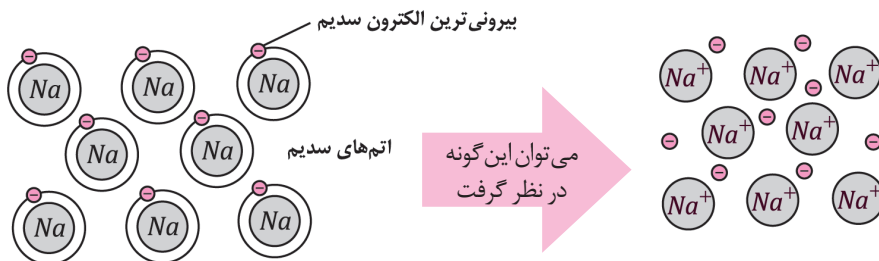 بیرونی‌ترین الکترون سدیم
Na Na Na
Na Na
Na Na Na
اتم‌های سدیم
می‌توان این‌گونه
در نظر گرفت
Na⁺ Na⁺ Na⁺
Na⁺ Na⁺
Na⁺ Na⁺ Na⁺